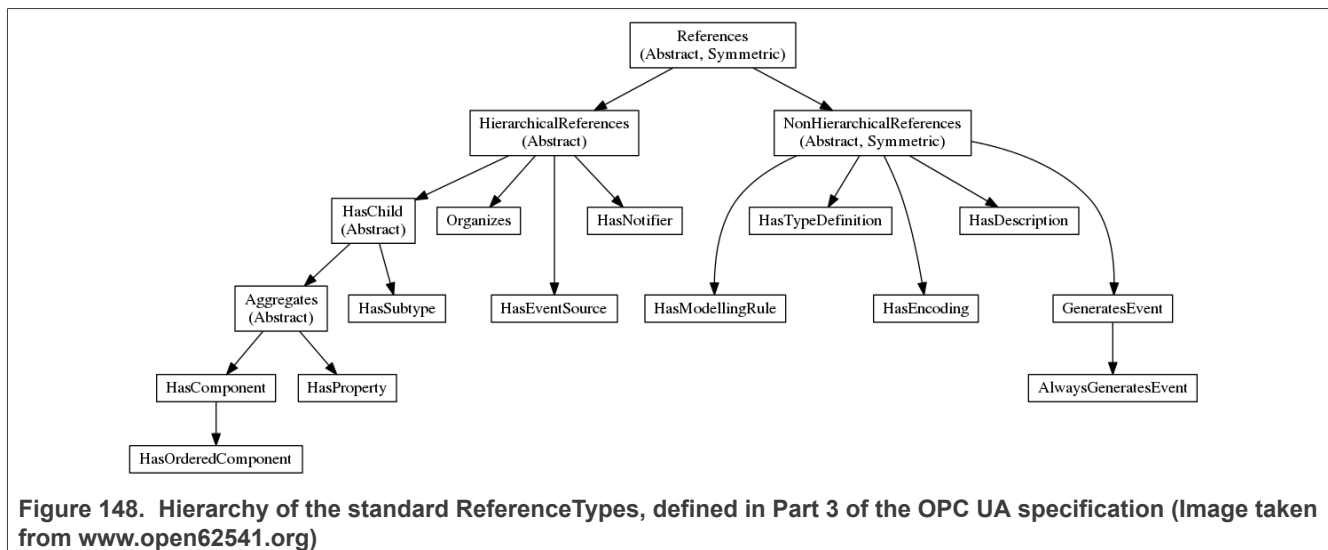 References
(Abstract, Symmetric)
HierarchicalReferences
(Abstract)
NonHierarchicalReferences
(Abstract, Symmetric)
HasChild
(Abstract)
Organizes
HasNotifier
HasTypeDefinition
HasDescription
Aggregates
(Abstract)
HasSubtype
HasEventSource
HasModellingRule
HasEncoding
GeneratesEvent
HasComponent
HasProperty
AlwaysGeneratesEvent
HasOrderedComponent
Figure 148. Hierarchy of the standard ReferenceTypes, defined in Part 3 of the OPC UA specification (Image taken
from www.open62541.org)